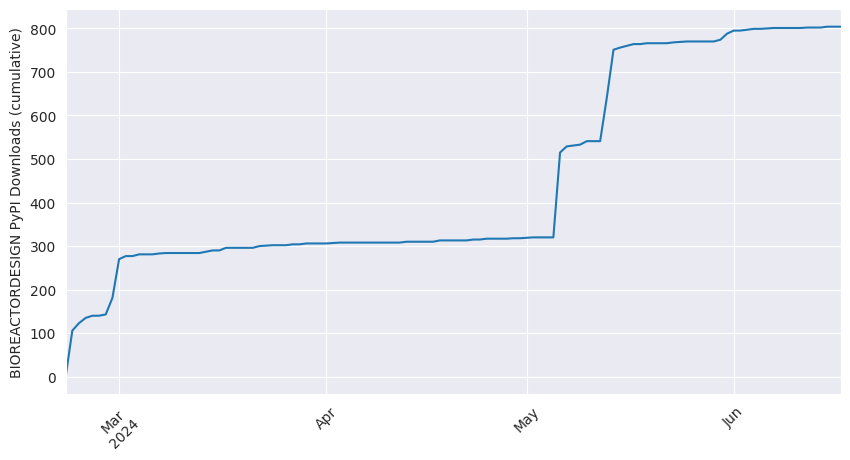 BIOREACTORDESIGN PyPI Downloads (cumulative)
800
700
600
500
400
300
200
100
0
Mar
2024
Apr
May
Jun